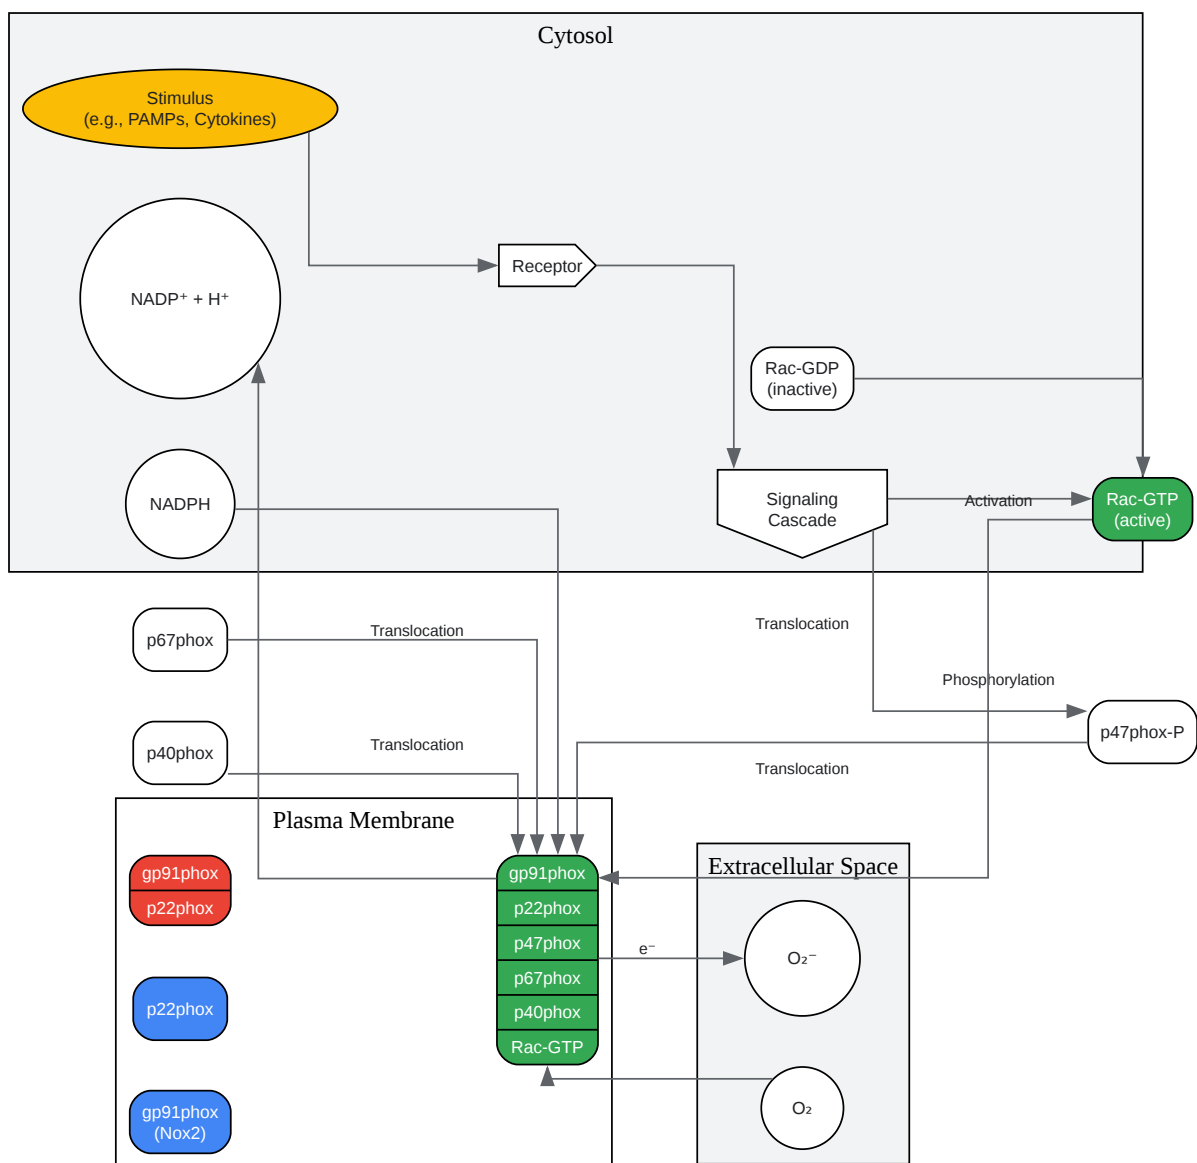 Cytosol
Stimulus
(e.g., PAMPs, Cytokines)
NADP⁺ + H⁺
Receptor
Rac-GDP
(inactive)
NADPH
Signaling
Cascade
Activation
Rac-GTP
(active)
p67phox
Translocation
Translocation
Phosphorylation
p40phox
Translocation
Translocation
p47phox-P
Plasma Membrane
Extracellular Space
gp91phox
p22phox
p22phox
gp91phox
(Nox2)
gp91phox
p22phox
p47phox
p67phox
p40phox
Rac-GTP
e⁻
O₂⁻
O₂